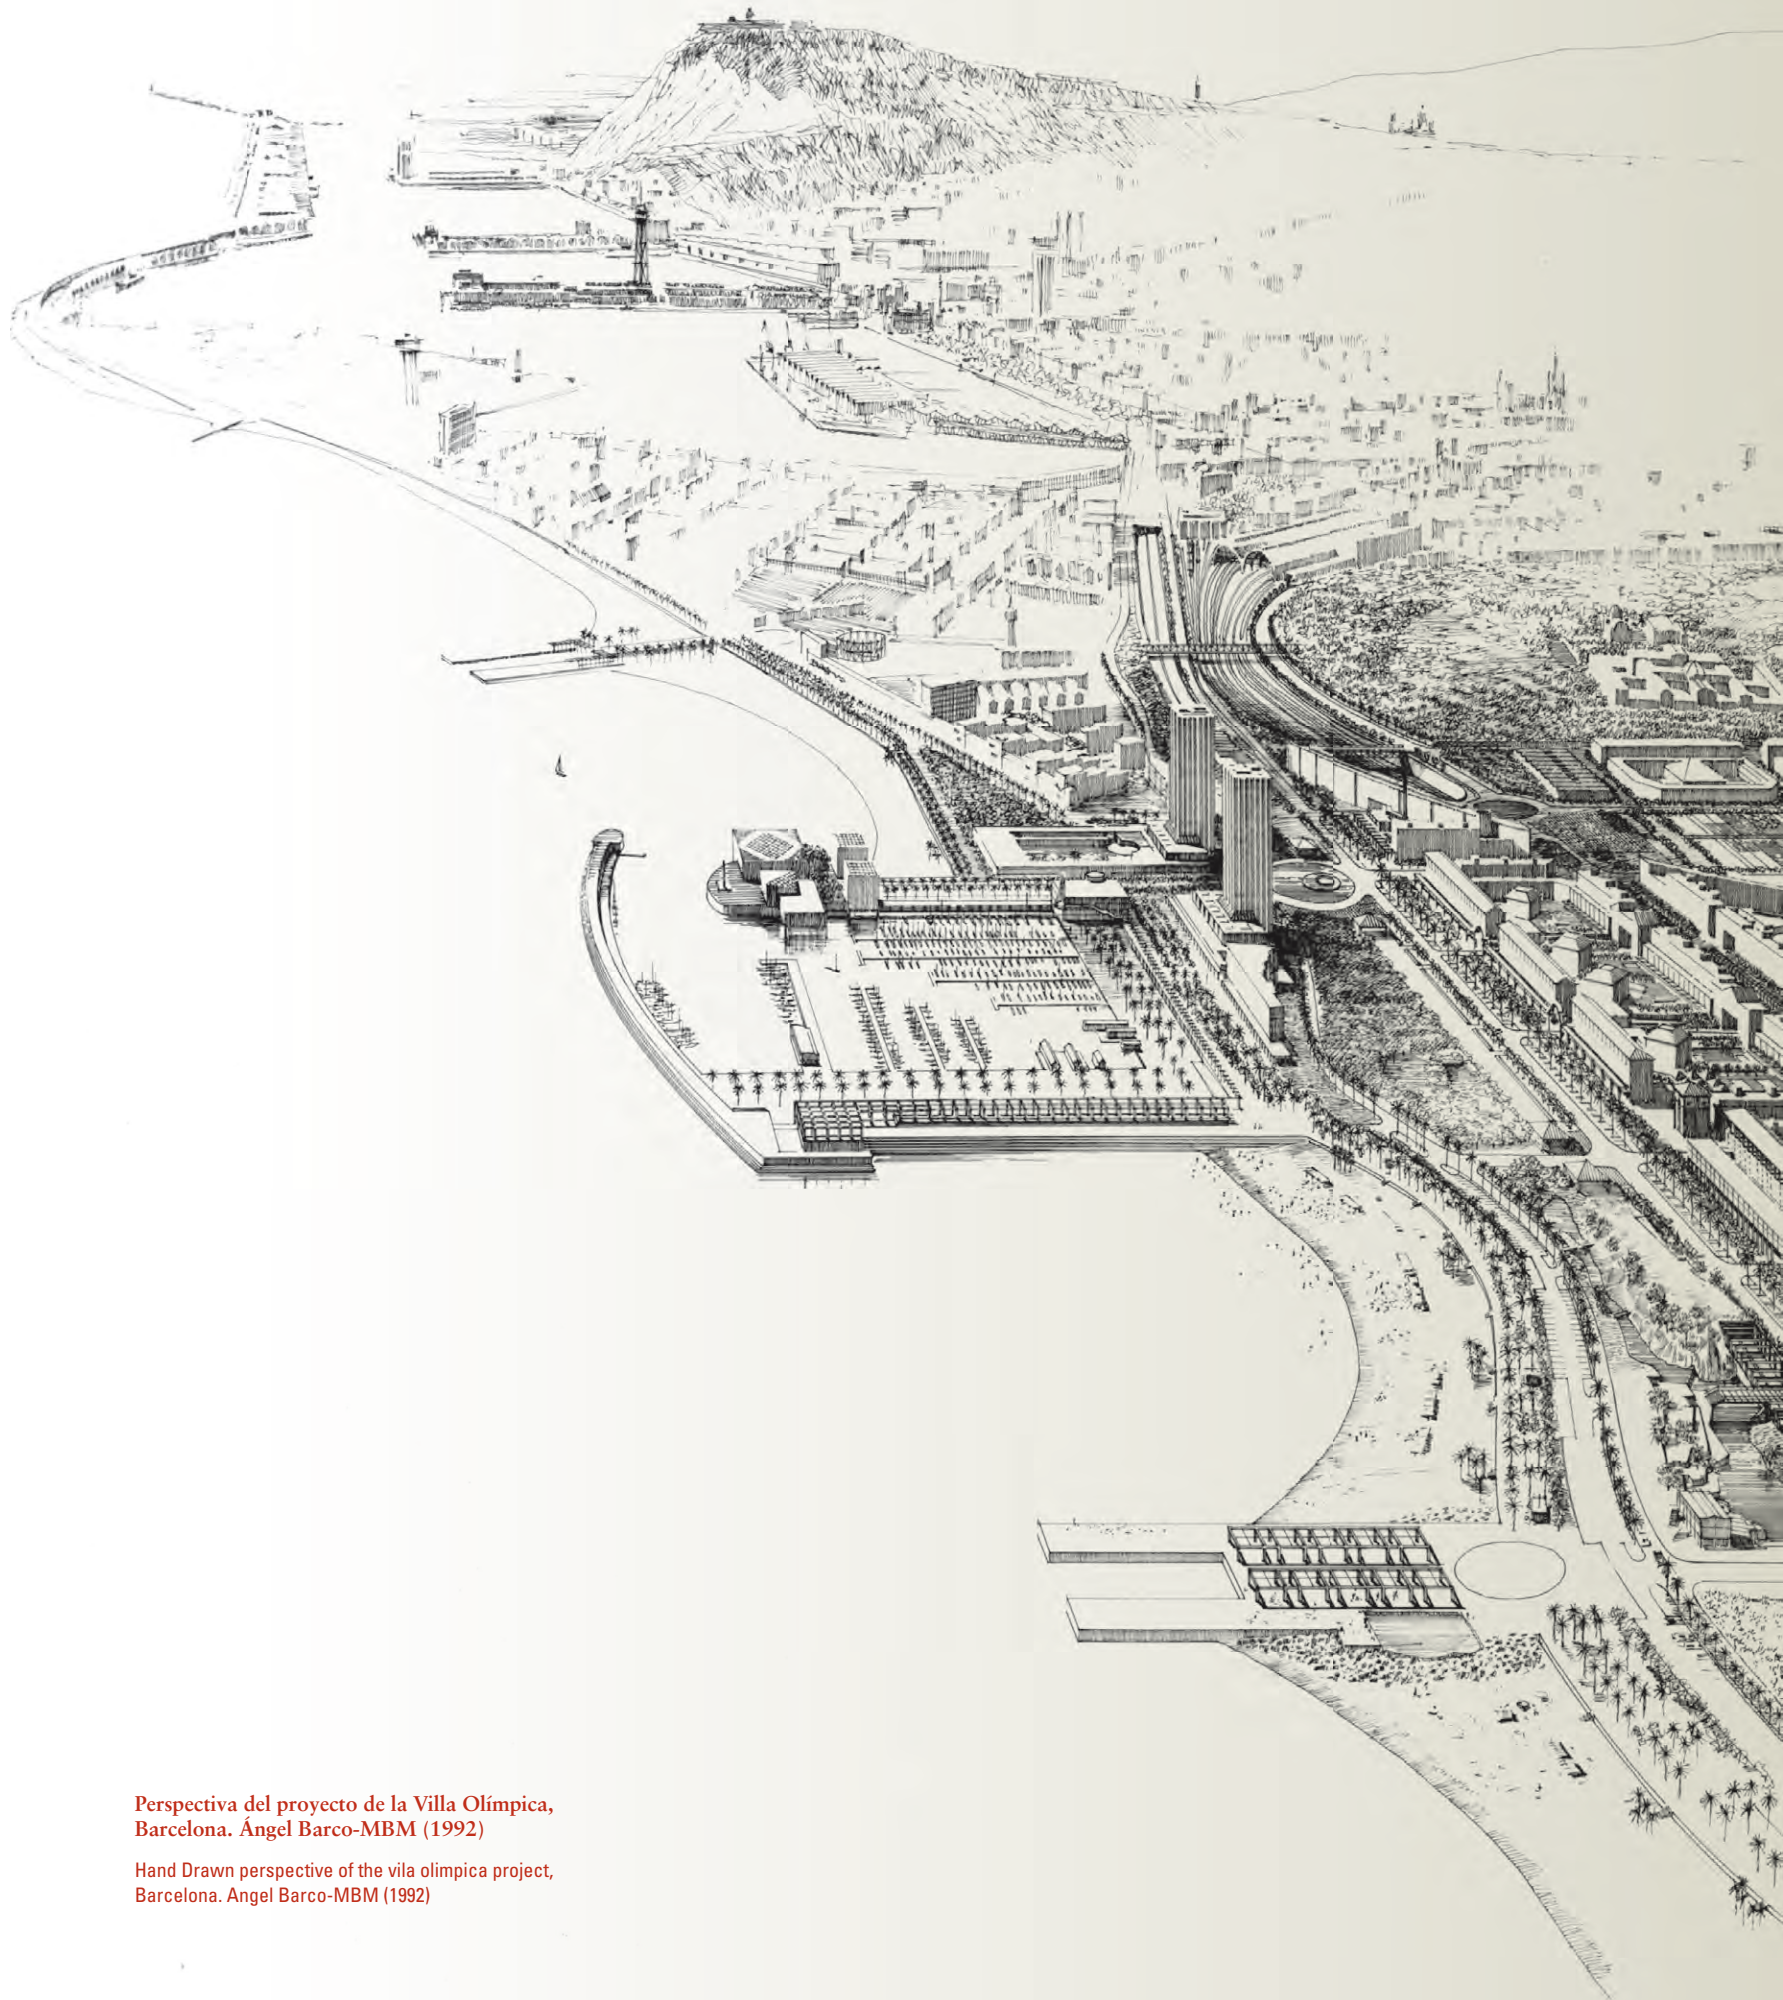 Perspectiva del proyecto de la Villa Olímpica,
Barcelona. Ángel Barco-MBM (1992)
Hand Drawn perspective of the vila olimpica project,
Barcelona. Angel Barco-MBM (1992)